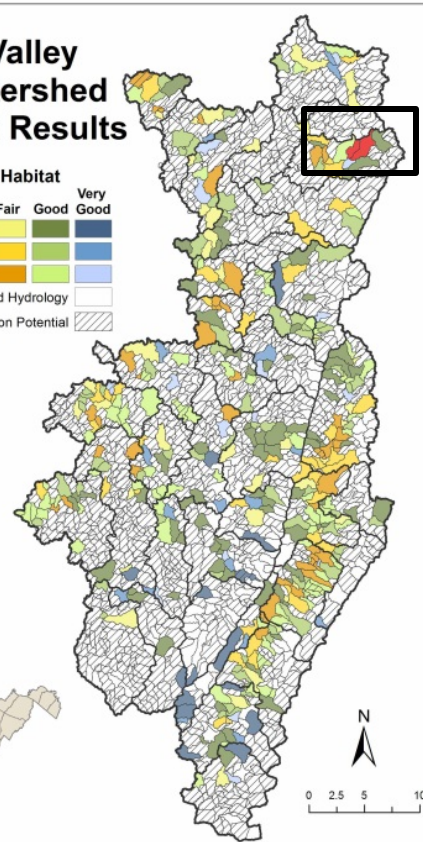 Valley
ershed
Results
Habitat
Fair Good Very Good
d Hydrology
on Potential
N
0 2.5 5 10